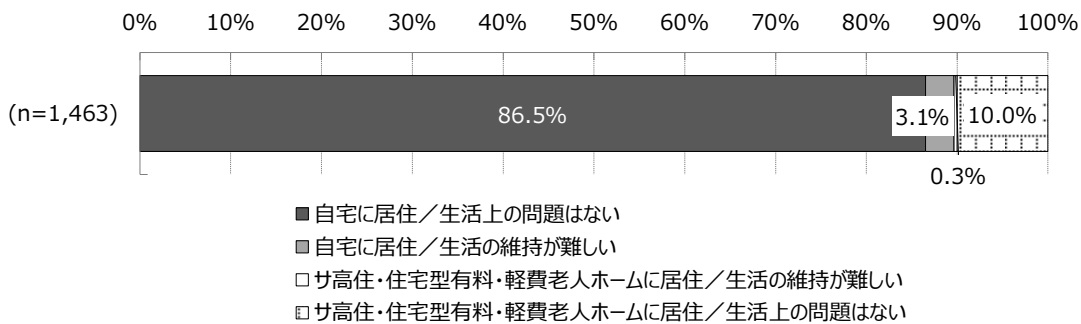 0% 10% 20% 30% 40% 50% 60% 70% 80% 90% 100%
(n=1,463) 86.5% 3.1% 10.0%
0.3%
自宅に居住／生活上の問題はない
自宅に居住／生活の維持が難しい
サ高住・住宅型有料・軽費老人ホームに居住／生活の維持が難しい
サ高住・住宅型有料・軽費老人ホームに居住／生活上の問題はない